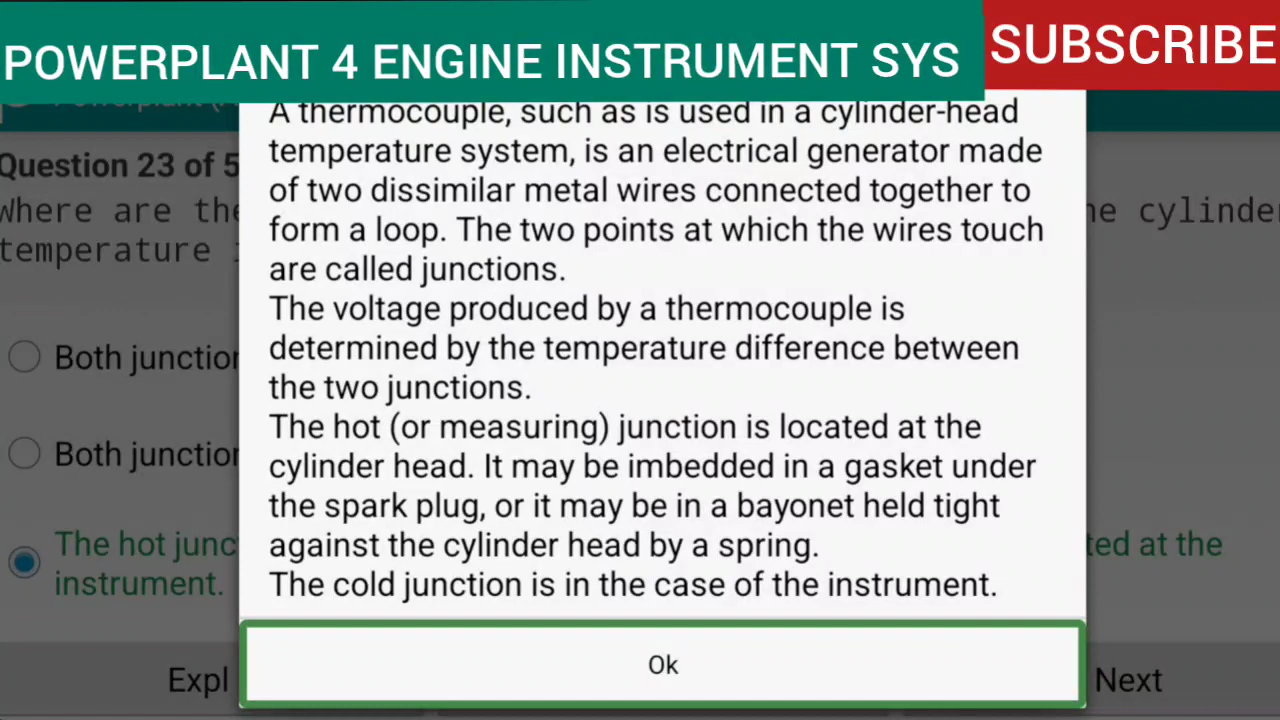 POWERPLANT 4 ENGINE INSTRUMENT SYS
SUBSCRIBE
A thermocouple, such as is used in a cylinder-head
temperature system, is an electrical generator made
of two dissimilar metal wires connected together to
form a loop. The two points at which the wires touch
are called junctions.
The voltage produced by a thermocouple is
determined by the temperature difference between
the two junctions.
The hot (or measuring) junction is located at the
cylinder head. It may be imbedded in a gasket under
the spark plug, or it may be in a bayonet held tight
against the cylinder head by a spring.
The cold junction is in the case of the instrument.
Ok
Question 23 of 5
Where are the
temperature
Both junction
Both junction
The hot junc
at the
instrument.
Expl
Next